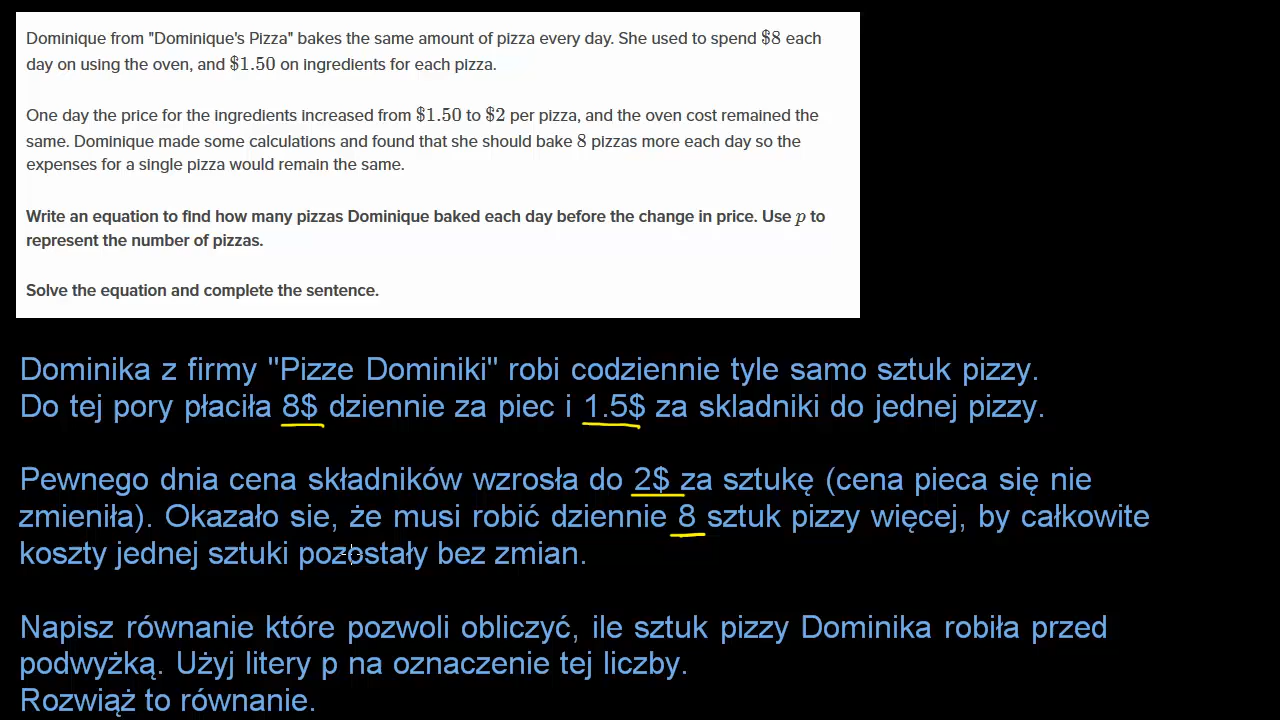 Dominique from "Dominique's Pizza" bakes the same amount of pizza every day. She used to spend $8 each
day on using the oven, and $1.50 on ingredients for each pizza.
One day the price for the ingredients increased from $1.50 to $2 per pizza, and the oven cost remained the
same. Dominique made some calculations and found that she should bake 8 pizzas more each day so the
expenses for a single pizza would remain the same.
Write an equation to find how many pizzas Dominique baked each day before the change in price. Use p to
represent the number of pizzas.
Solve the equation and complete the sentence.
Dominika z firmy "Pizze Dominiki" robi codziennie tyle samo sztuk pizzy.
Do tej pory płaciła 8$ dziennie za piec i 1.5$ za skladniki do jednej pizzy.
Pewnego dnia cena składników wzrosła do 2$ za sztukę (cena pieca się nie
zmieniła). Okazało sie, że musi robić dziennie 8 sztuk pizzy więcej, by całkowite
koszty jednej sztuki pozostały bez zmian.
Napisz równanie które pozwoli obliczyć, ile sztuk pizzy Dominika robiła przed
podwyżką. Użyj litery p na oznaczenie tej liczby.
Rozwiąż to równanie.